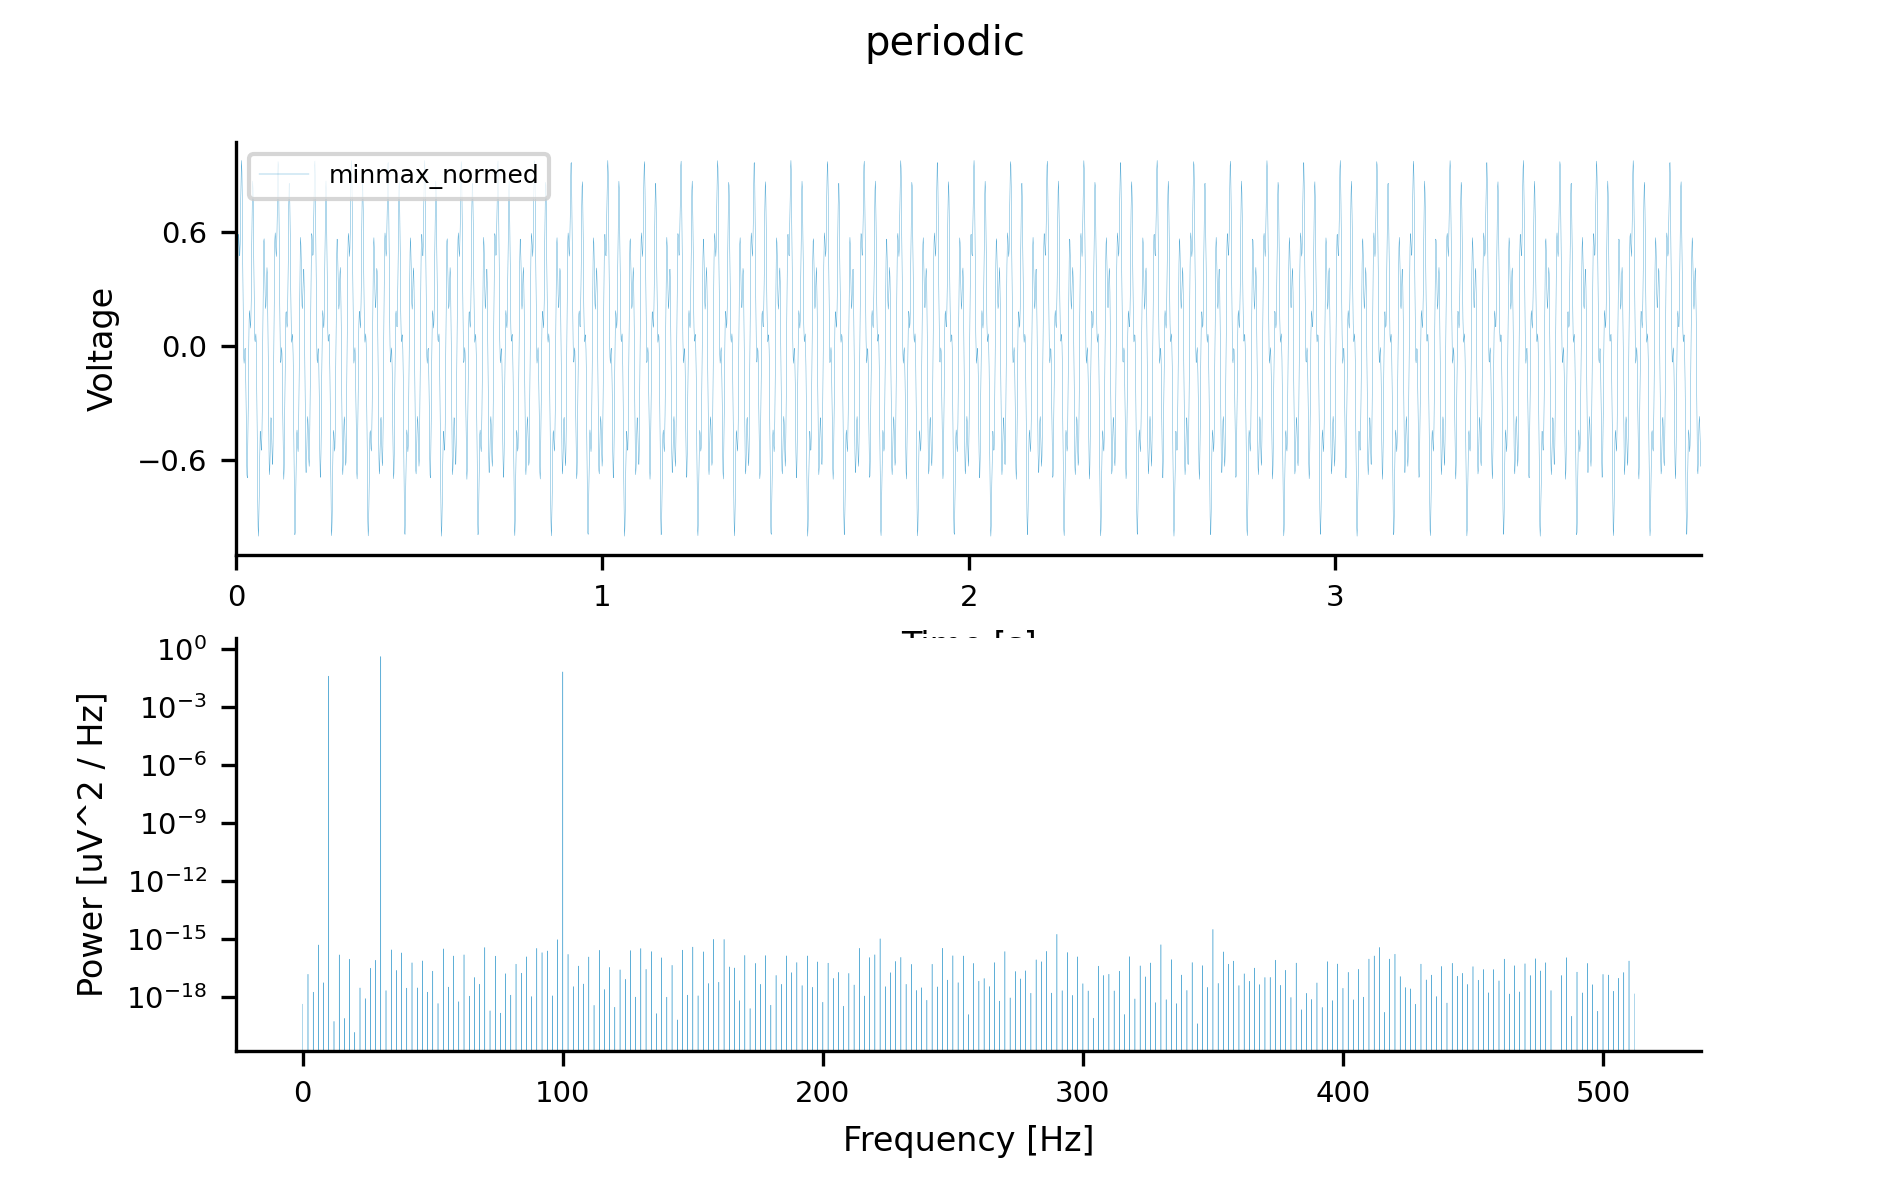 periodic
minmax_normed
0.6
0.0
−0.6
Voltage
0 1 2 3
Time [s]
10^0
10^−3
10^−6
10^−9
10^−12
10^−15
10^−18
Power [uV^2 / Hz]
0 100 200 300 400 500
Frequency [Hz]